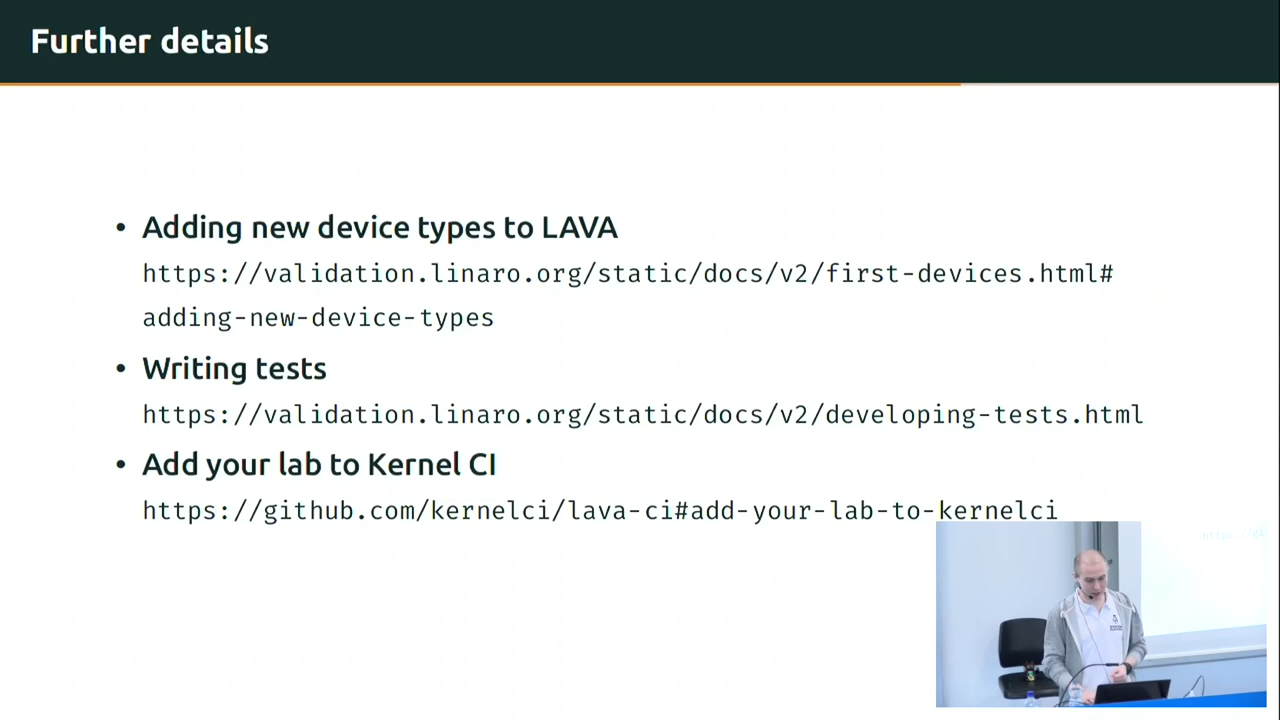 Further details
• Adding new device types to LAVA
https://validation.linaro.org/static/docs/v2/first-devices.html#
adding-new-device-types
• Writing tests
https://validation.linaro.org/static/docs/v2/developing-tests.html
• Add your lab to Kernel CI
https://github.com/kernelci/lava-ci#add-your-lab-to-kernelci